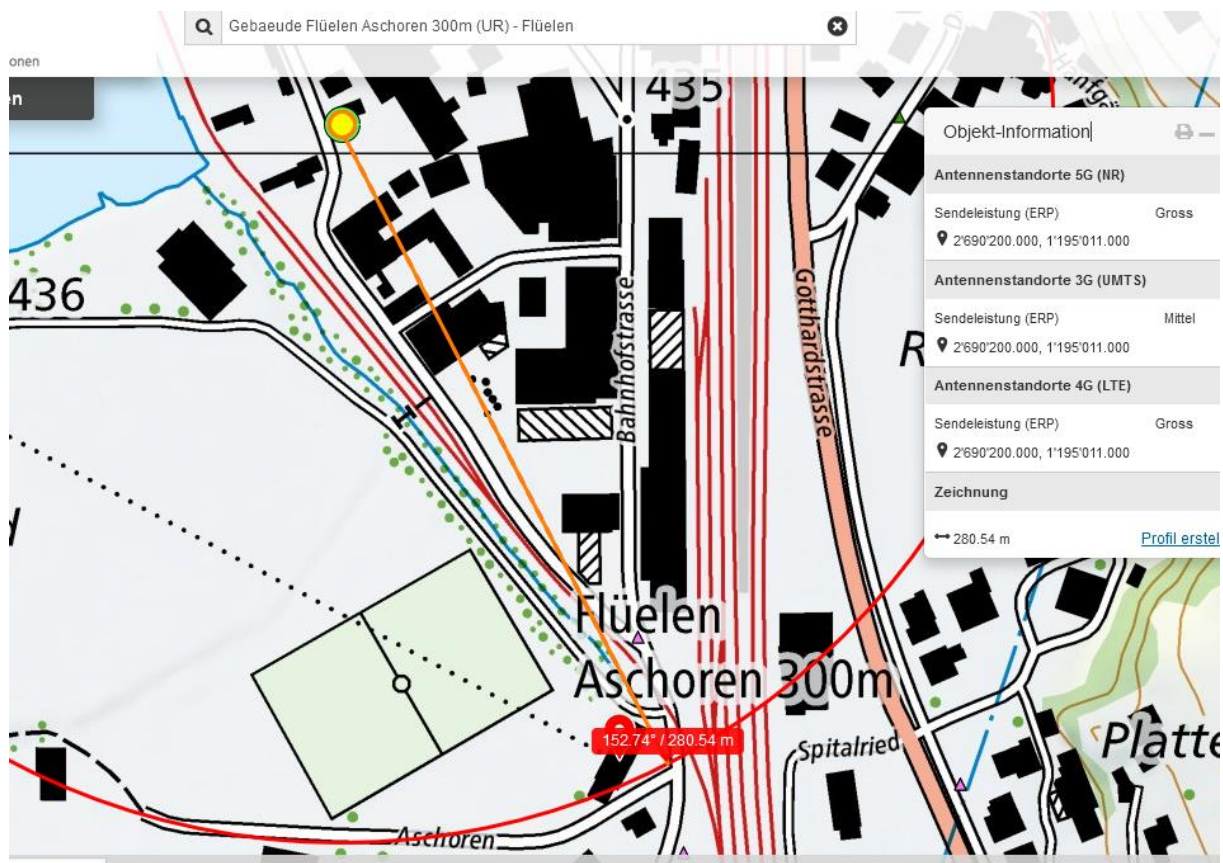 Gebaeude Flüelen Aschoren 300m (UR) - Flüelen
onen
n
435
436
Objekt-Information
Antennenstandorte 5G (NR)
Sendeleistung (ERP) Gross
2'690'200.000, 1'195'011.000
Antennenstandorte 3G (UMTS)
Sendeleistung (ERP) Mittel
2'690'200.000, 1'195'011.000
Antennenstandorte 4G (LTE)
Sendeleistung (ERP) Gross
2'690'200.000, 1'195'011.000
Zeichnung
280.54 m Profil erstel
Bahnhofstrasse
Gotthardstrasse
R
d
Flüelen
Aschoren 300m
152.74° / 280.54 m
Spitalried
Platte
Aschoren